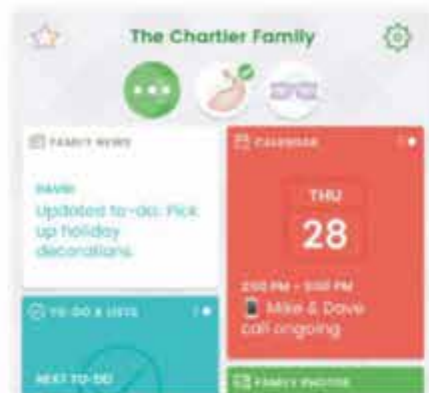 The Chartier Family
FAMILY NEWS
CALENDAR
DAVID
Updated to-do: Pick
up holiday
decorations
THU
28
2:00 PM - 5:00 PM
Mike & Dave
call ongoing
TO-DO & LISTS
NEXT TO-DO
FAMILY PHOTOS